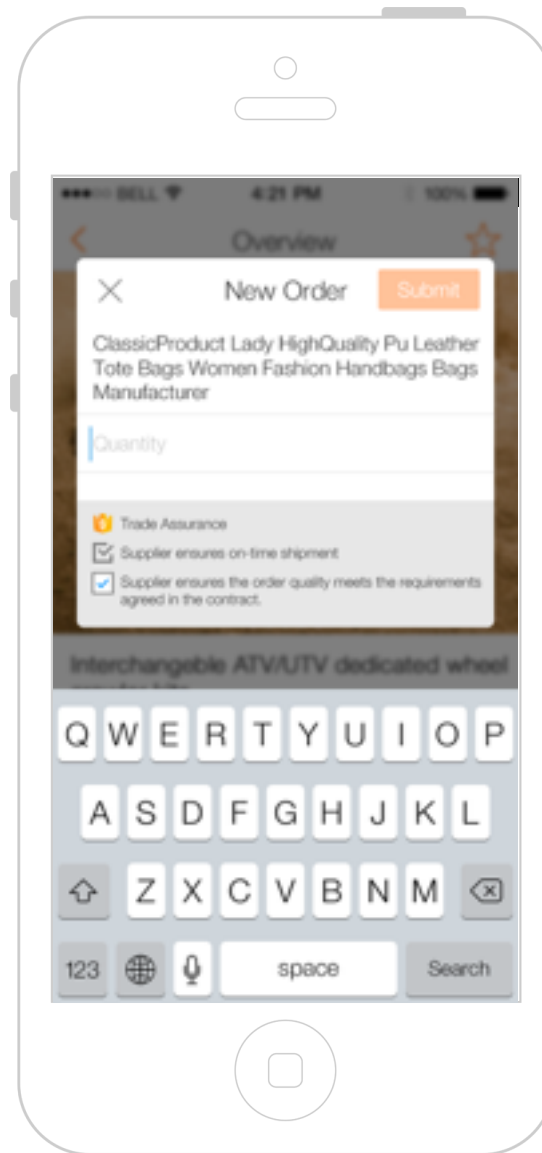 BELL 4:21 PM 100%
Overview
New Order Submit
ClassicProduct Lady HighQuality Pu Leather
Tote Bags Women Fashion Handbags Bags
Manufacturer
Quantity
Trade Assurance
Supplier ensures on-time shipment
Supplier ensures the order quality meets the requirements
agreed in the contract.
Interchangeble ATV/UTV dedicated wheel
Q W E R T Y U I O P
A S D F G H J K L
Z X C V B N M
123 space Search